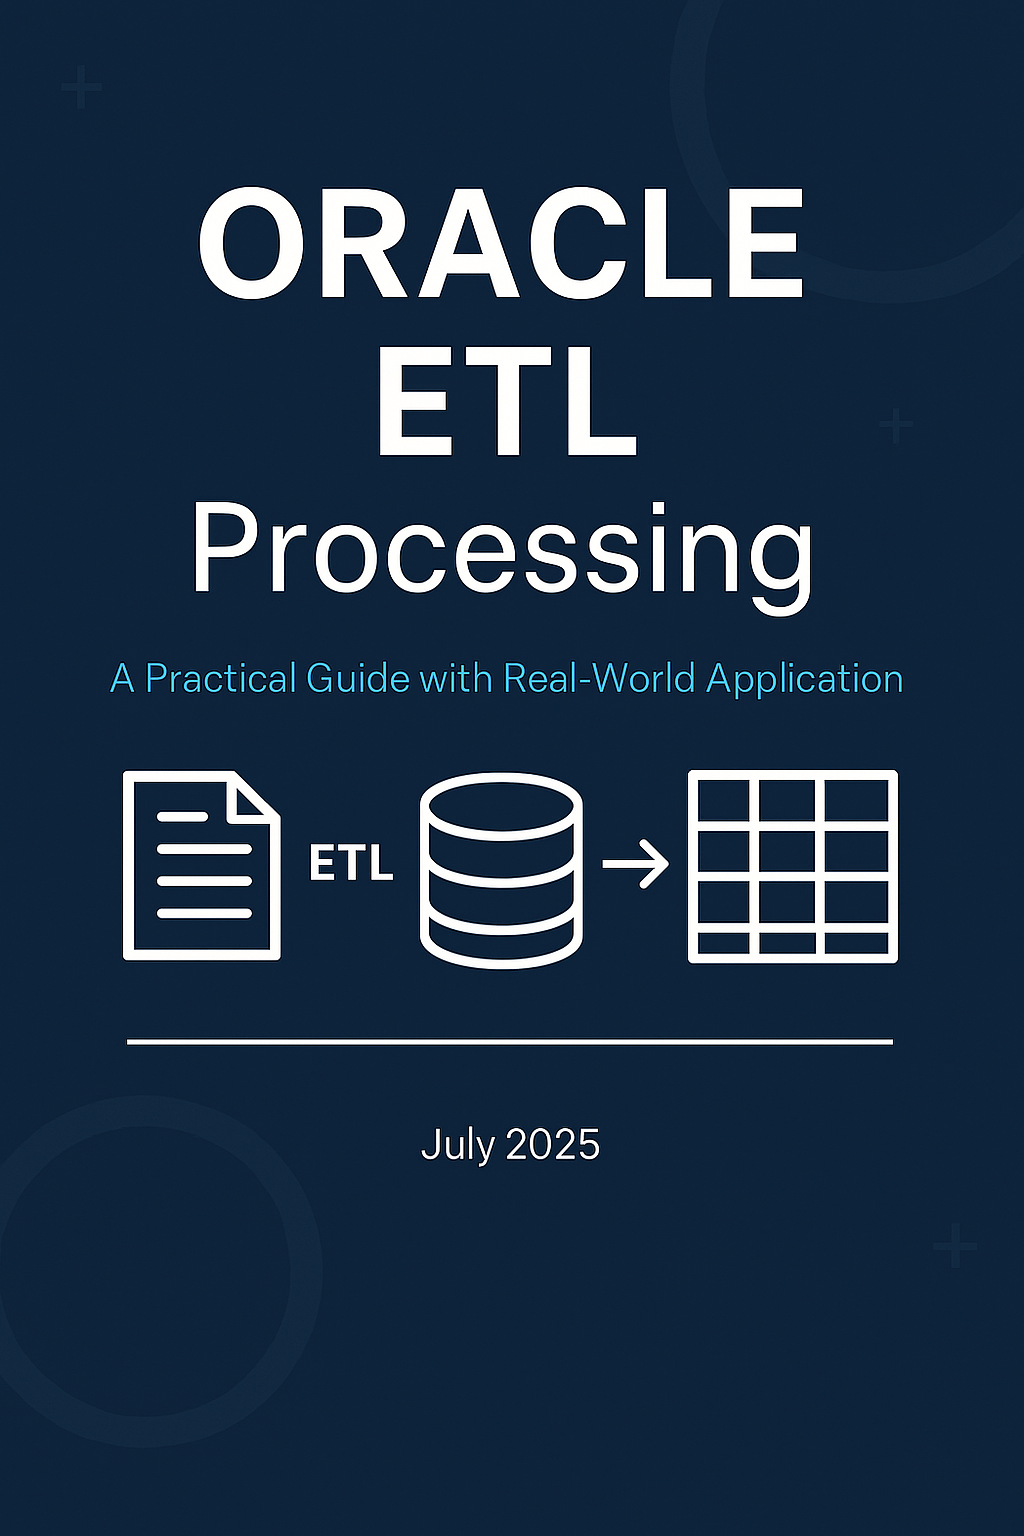 ORACLE
ETL
Processing
A Practical Guide with Real-World Application
ETL
July 2025